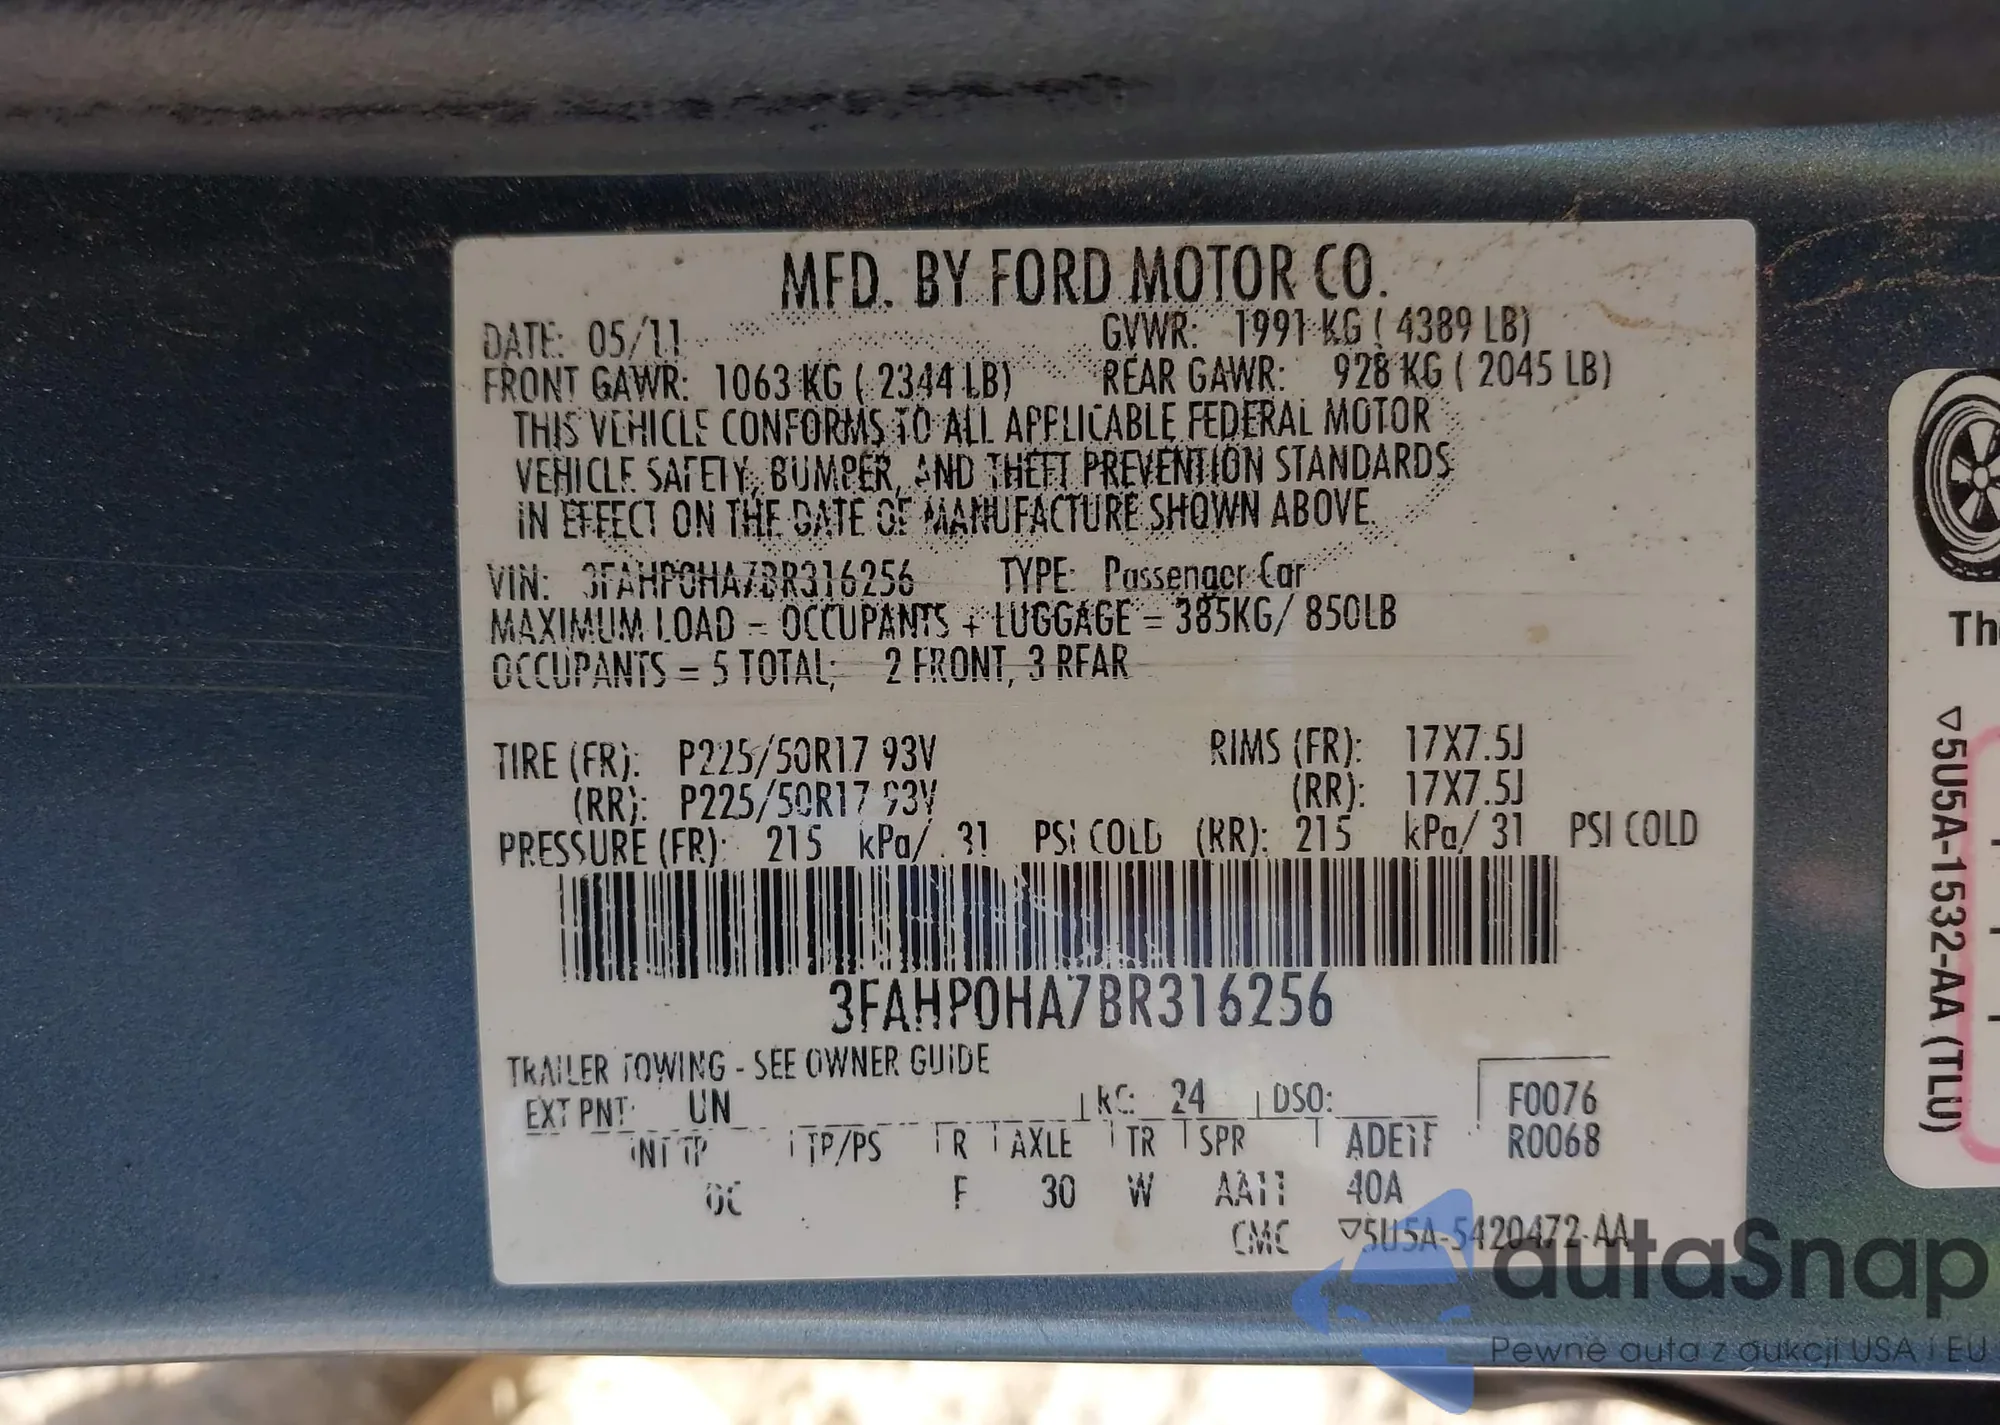 MFD. BY FORD MOTOR CO.
DATE: 05/11 GVWR: 1991 KG ( 4389 LB)
FRONT GAWR: 1063 KG ( 2344 LB) REAR GAWR: 928 KG ( 2045 LB)
THIS VEHICLE CONFORMS TO ALL APPLICABLE FEDERAL MOTOR
VEHICLE SAFETY, BUMPER, AND THEFT PREVENTION STANDARDS
IN EFFECT ON THE DATE OF MANUFACTURE SHOWN ABOVE.
VIN: 3FAHP0HA7BR316256 TYPE: Passenger Car
MAXIMUM LOAD = OCCUPANTS + LUGGAGE = 385KG/ 850LB
OCCUPANTS = 5 TOTAL; 2 FRONT, 3 REAR
TIRE (FR): P225/50R17 93V RIMS (FR): 17X7.5J
(RR): P225/50R17 93V (RR): 17X7.5J
PRESSURE (FR): 215 kPa/ 31 PSI COLD (RR): 215 kPa/ 31 PSI COLD
3FAHP0HA7BR316256
TRAILER TOWING - SEE OWNER GUIDE
EXT PNT: UN RC: 24 DSO: F0076
INT TR TP/PS R AXLE TR SPR R0068
F 30 W AA11 40A
CMC ▽5U5A-5420472-AA
Th
▽5U5A-1532-AA (TLU)
autaSnap
Pewne auta z aukcji USA i EU